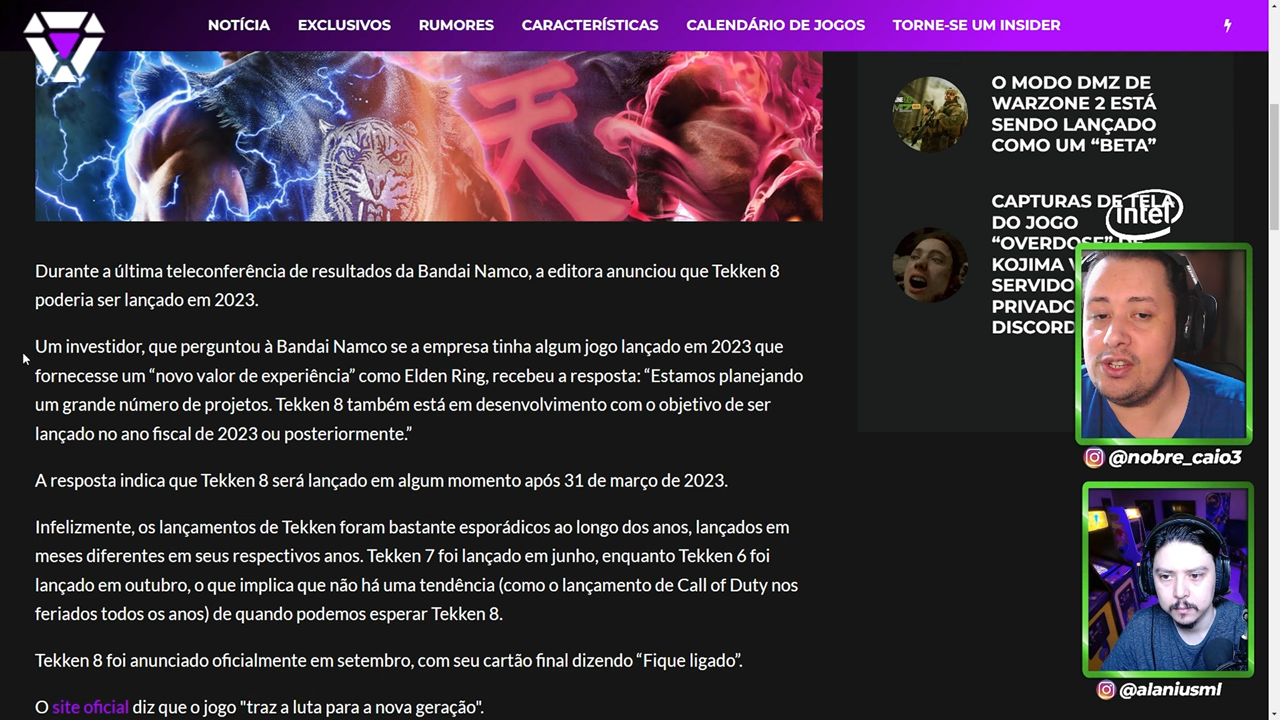 NOTÍCIA EXCLUSIVOS RUMORES CARACTERÍSTICAS CALENDÁRIO DE JOGOS TORNE-SE UM INSIDER
天
Durante a última teleconferência de resultados da Bandai Namco, a editora anunciou que Tekken 8
poderia ser lançado em 2023.
Um investidor, que perguntou à Bandai Namco se a empresa tinha algum jogo lançado em 2023 que
fornecesse um “novo valor de experiência” como Elden Ring, recebeu a resposta: “Estamos planejando
um grande número de projetos. Tekken 8 também está em desenvolvimento com o objetivo de ser
lançado no ano fiscal de 2023 ou posteriormente.”
A resposta indica que Tekken 8 será lançado em algum momento após 31 de março de 2023.
Infelizmente, os lançamentos de Tekken foram bastante esporádicos ao longo dos anos, lançados em
meses diferentes em seus respectivos anos. Tekken 7 foi lançado em junho, enquanto Tekken 6 foi
lançado em outubro, o que implica que não há uma tendência (como o lançamento de Call of Duty nos
feriados todos os anos) de quando podemos esperar Tekken 8.
Tekken 8 foi anunciado oficialmente em setembro, com seu cartão final dizendo “Fique ligado”.
O site oficial diz que o jogo "traz a luta para a nova geração".
O MODO DMZ DE
WARZONE 2 ESTÁ
SENDO LANÇADO
COMO UM “BETA”
CAPTURAS DE TELA
DO JOGO
“OVERDOSE” DE
KOJIMA
SERVIDO
PRIVADO
DISCORD
intel
@nobre_caio3
@alaniusml